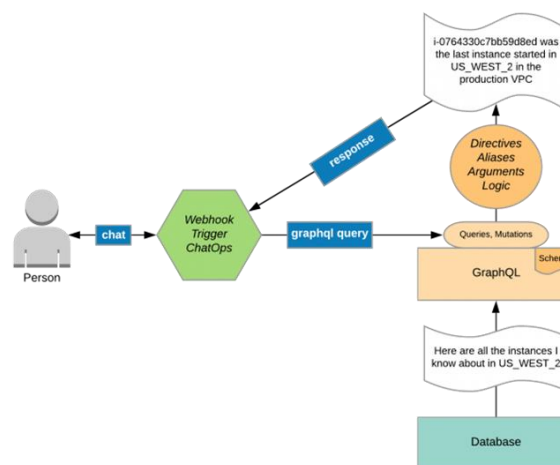 i-0764330c7bb59d8ed was
the last instance started in
US_WEST_2 in the
production VPC
response
Directives
Aliases
Arguments
Logic
Webhook
Trigger
ChatOps
chat
graphql query
Queries, Mutations
Person
GraphQL
Here are all the instances I
know about in US_WEST_2
Database